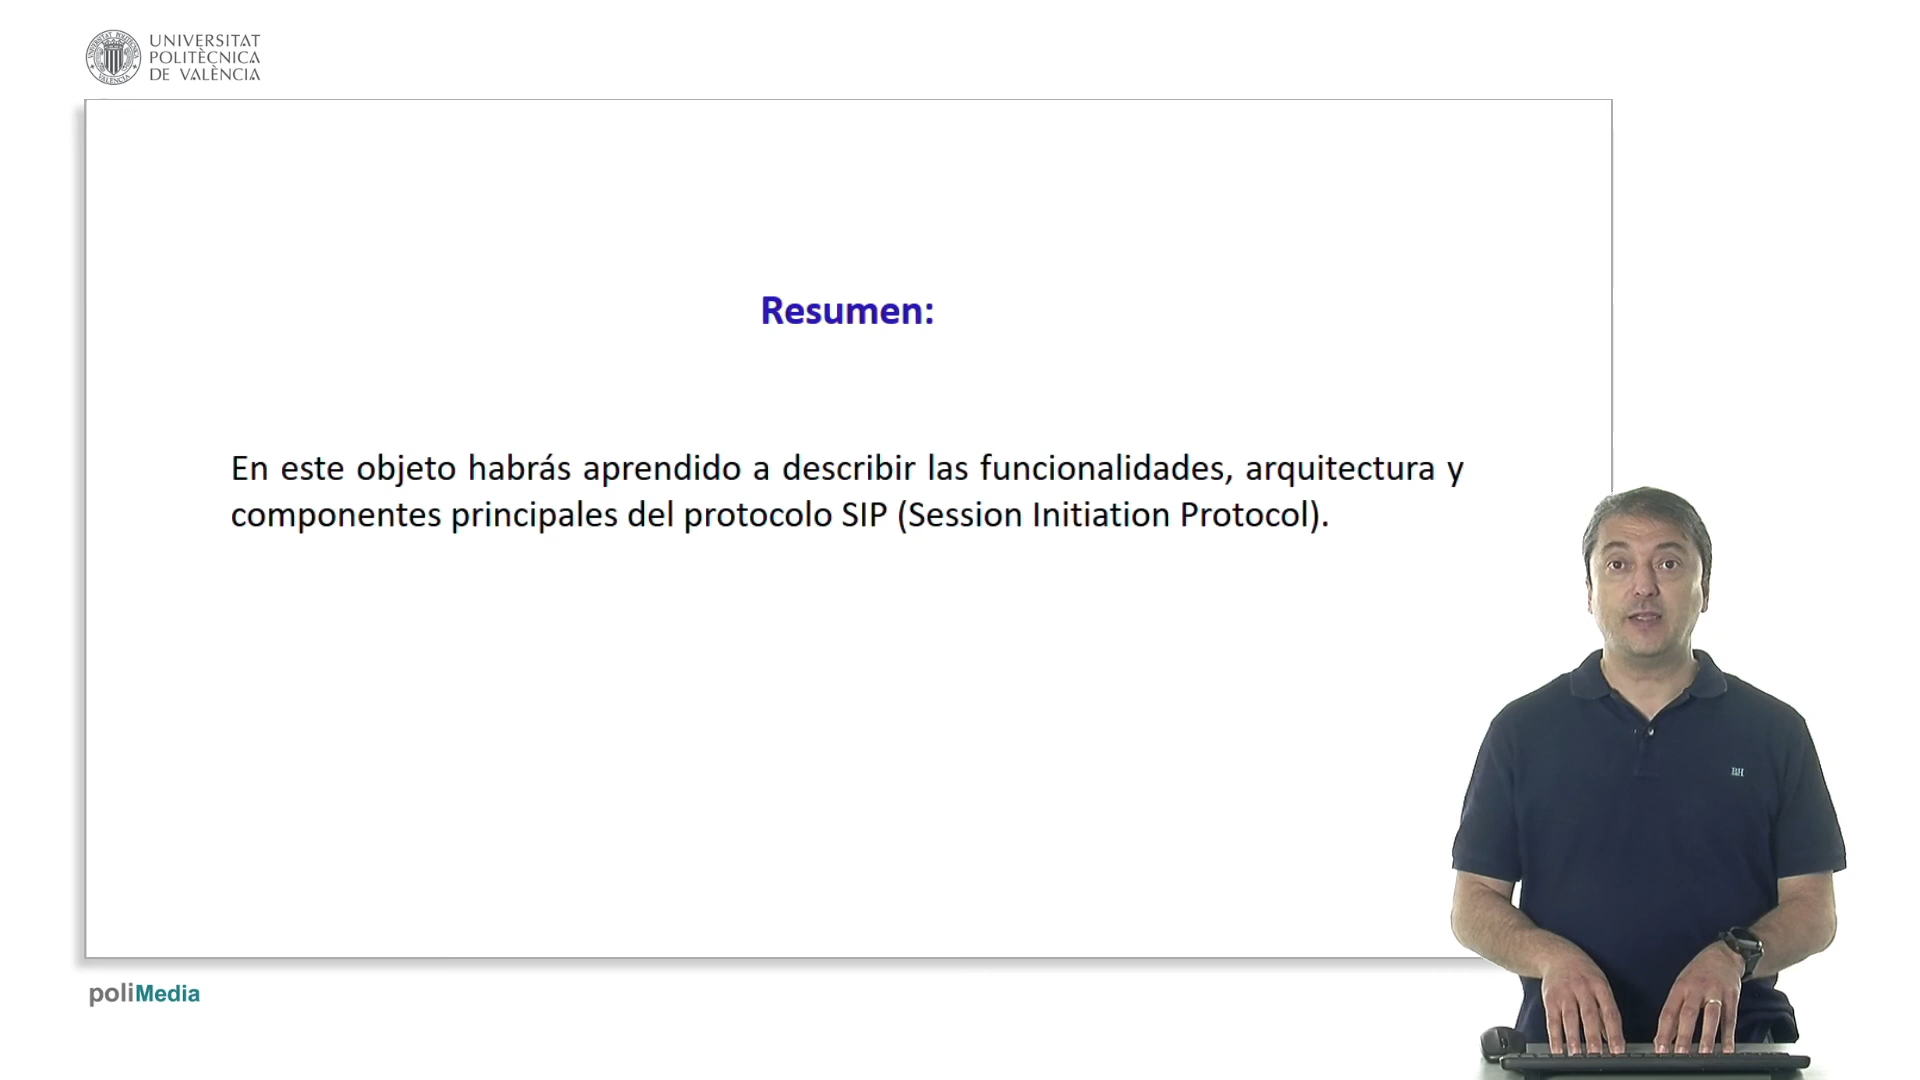 UNIVERSITAT
POLITÈCNICA
DE VALÈNCIA
Resumen:
En este objeto habrás aprendido a describir las funcionalidades, arquitectura y
componentes principales del protocolo SIP (Session Initiation Protocol).
BH
poliMedia